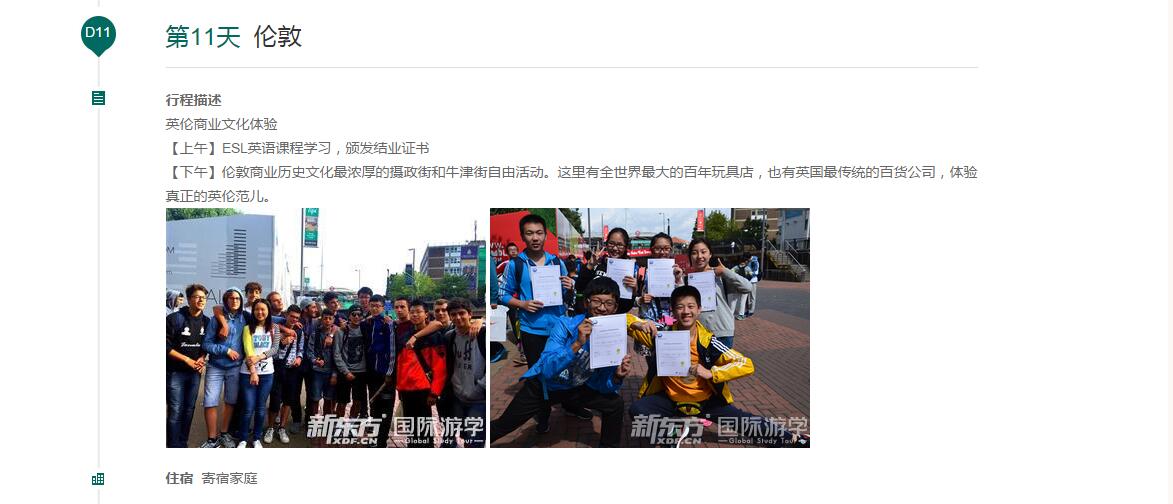 D11
第11天 伦敦
行程描述
英伦商业文化体验
【上午】ESL英语课程学习，颁发结业证书
【下午】伦敦商业历史文化最浓厚的摄政街和牛津街自由活动。这里有全世界最大的百年玩具店，也有英国最传统的百货公司，体验
真正的英伦范儿。
新东方 国际游学
XDF.CN Global Study Tour
新东方 国际游学
XDF.CN Global Study Tour
住宿 寄宿家庭